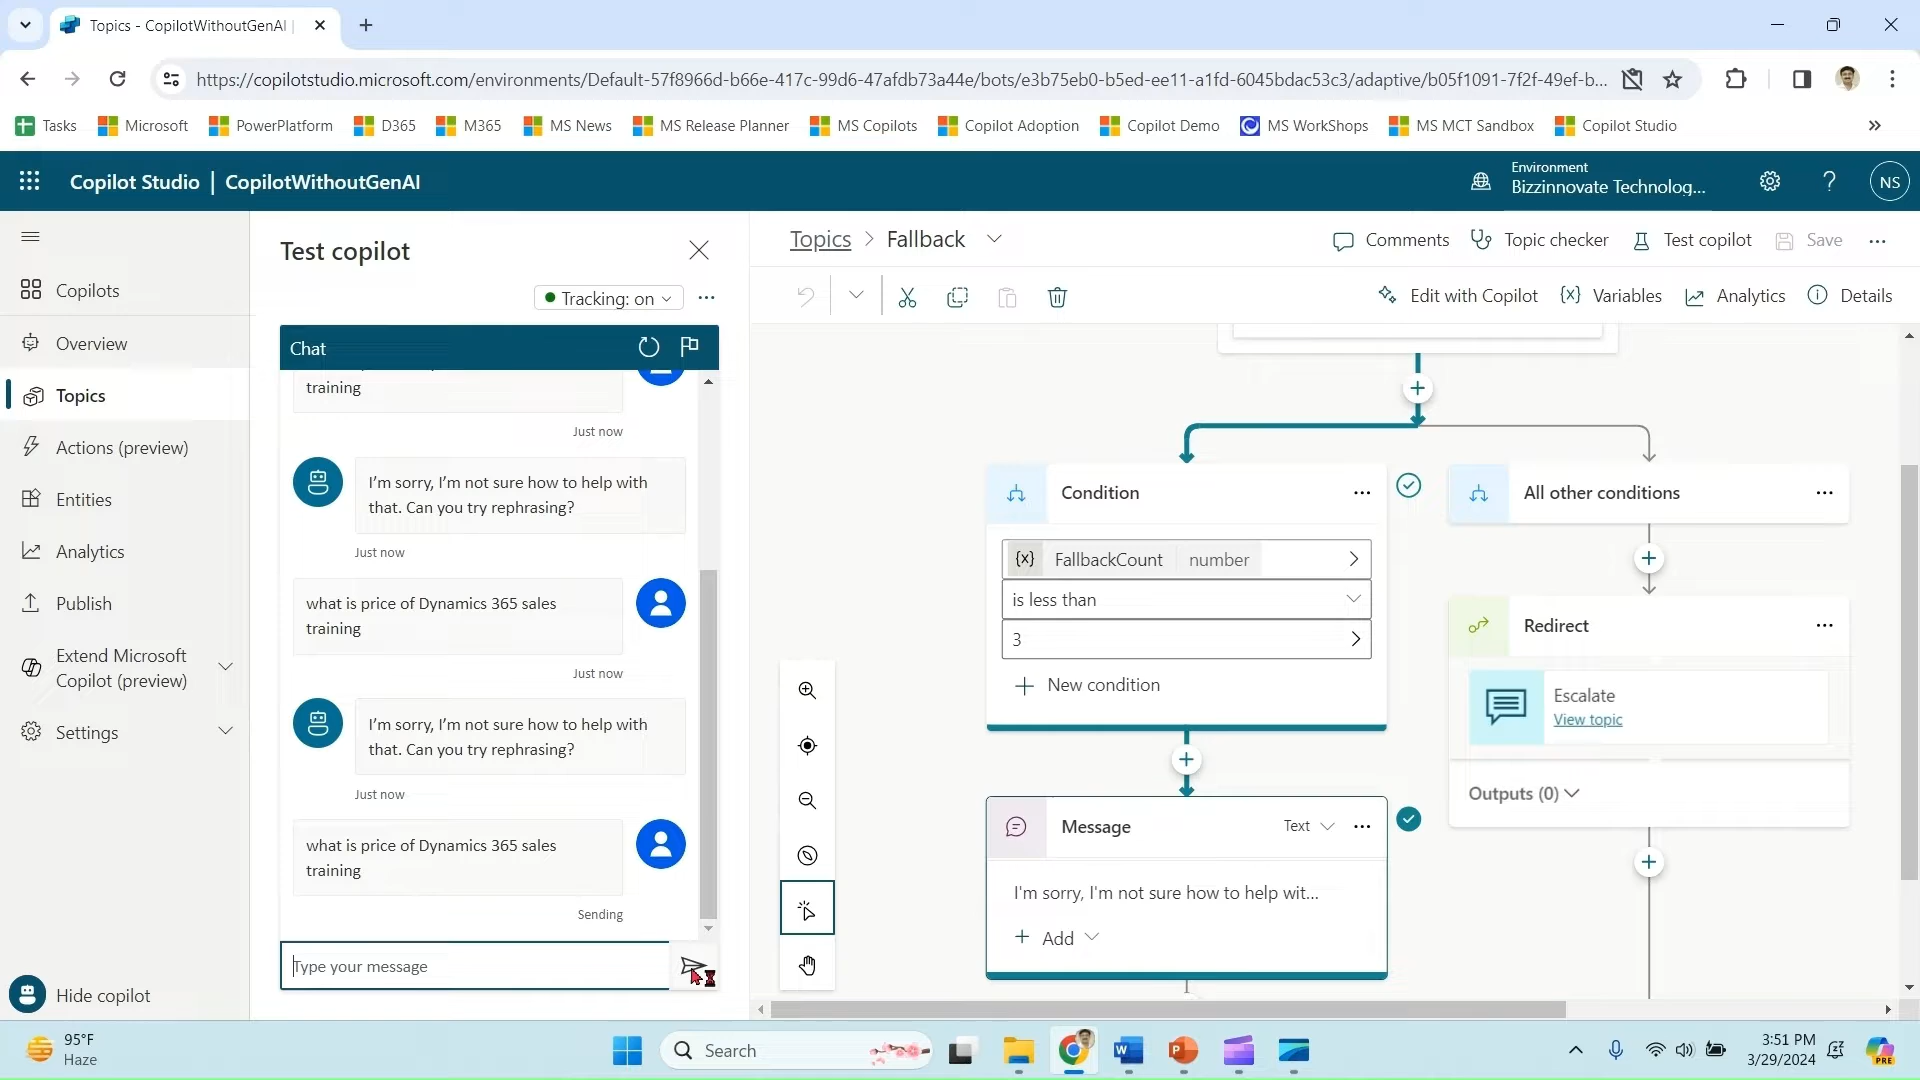 Topics - CopilotWithoutGenAI |
https://copilotstudio.microsoft.com/environments/Default-57f8966d-b66e-417c-99d6-47afdb73a44e/bots/e3b75eb0-b5ed-ee11-a1fd-6045bdac53c3/adaptive/b05f1091-7f2f-49ef-b...
Tasks Microsoft PowerPlatform D365 M365 MS News MS Release Planner MS Copilots Copilot Adoption Copilot Demo MS WorkShops MS MCT Sandbox Copilot Studio »
Copilot Studio | CopilotWithoutGenAI
Environment
Bizzinnovate Technolog...
NS
Copilots
Overview
Topics
Actions (preview)
Entities
Analytics
Publish
Extend Microsoft
Copilot (preview)
Settings
Hide copilot
Test copilot
Tracking: on
Chat
training
Just now
I'm sorry, I'm not sure how to help with
that. Can you try rephrasing?
Just now
what is price of Dynamics 365 sales
training
Just now
I'm sorry, I'm not sure how to help with
that. Can you try rephrasing?
Just now
what is price of Dynamics 365 sales
training
Sending
Type your message
Topics > Fallback
Comments Topic checker Test copilot Save ...
Edit with Copilot {x} Variables Analytics Details
Condition ...
{x} FallbackCount number
is less than
3
+ New condition
Message Text ...
I'm sorry, I'm not sure how to help wit...
+ Add
All other conditions ...
Redirect ...
Escalate
View topic
Outputs (0)
95°F
Haze
Search
3:51 PM
3/29/2024
PRE